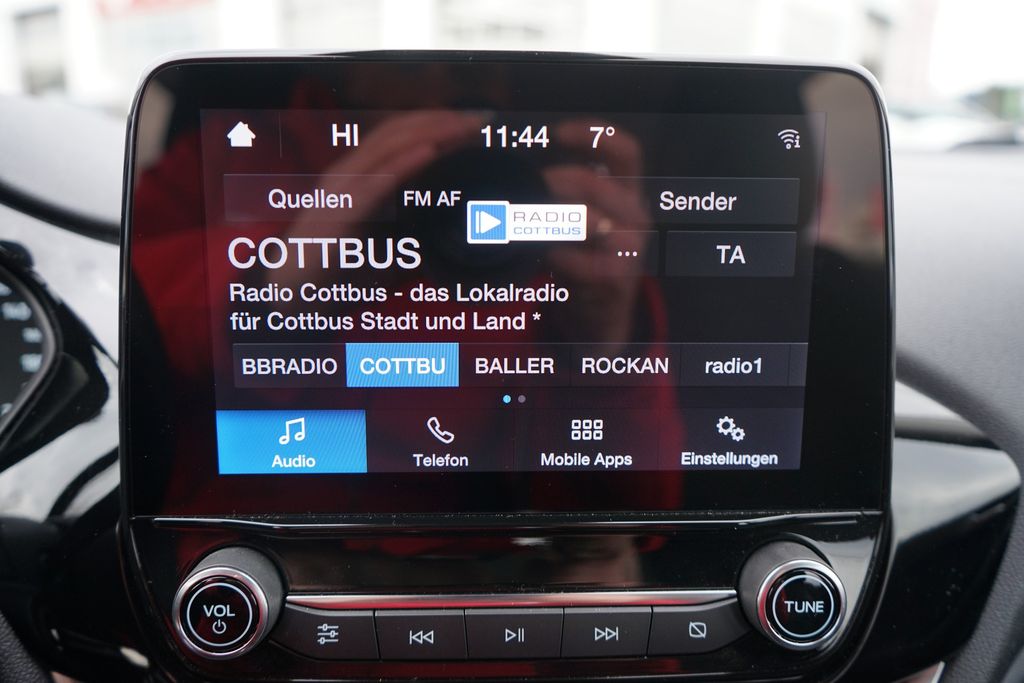 HI 11:44 7°
Quellen FM AF RADIO COTTBUS Sender
COTTBUS ... TA
Radio Cottbus - das Lokalradio
für Cottbus Stadt und Land *
BBRADIO COTTBU BALLER ROCKAN radio1
Audio Telefon Mobile Apps Einstellungen
VOL TUNE